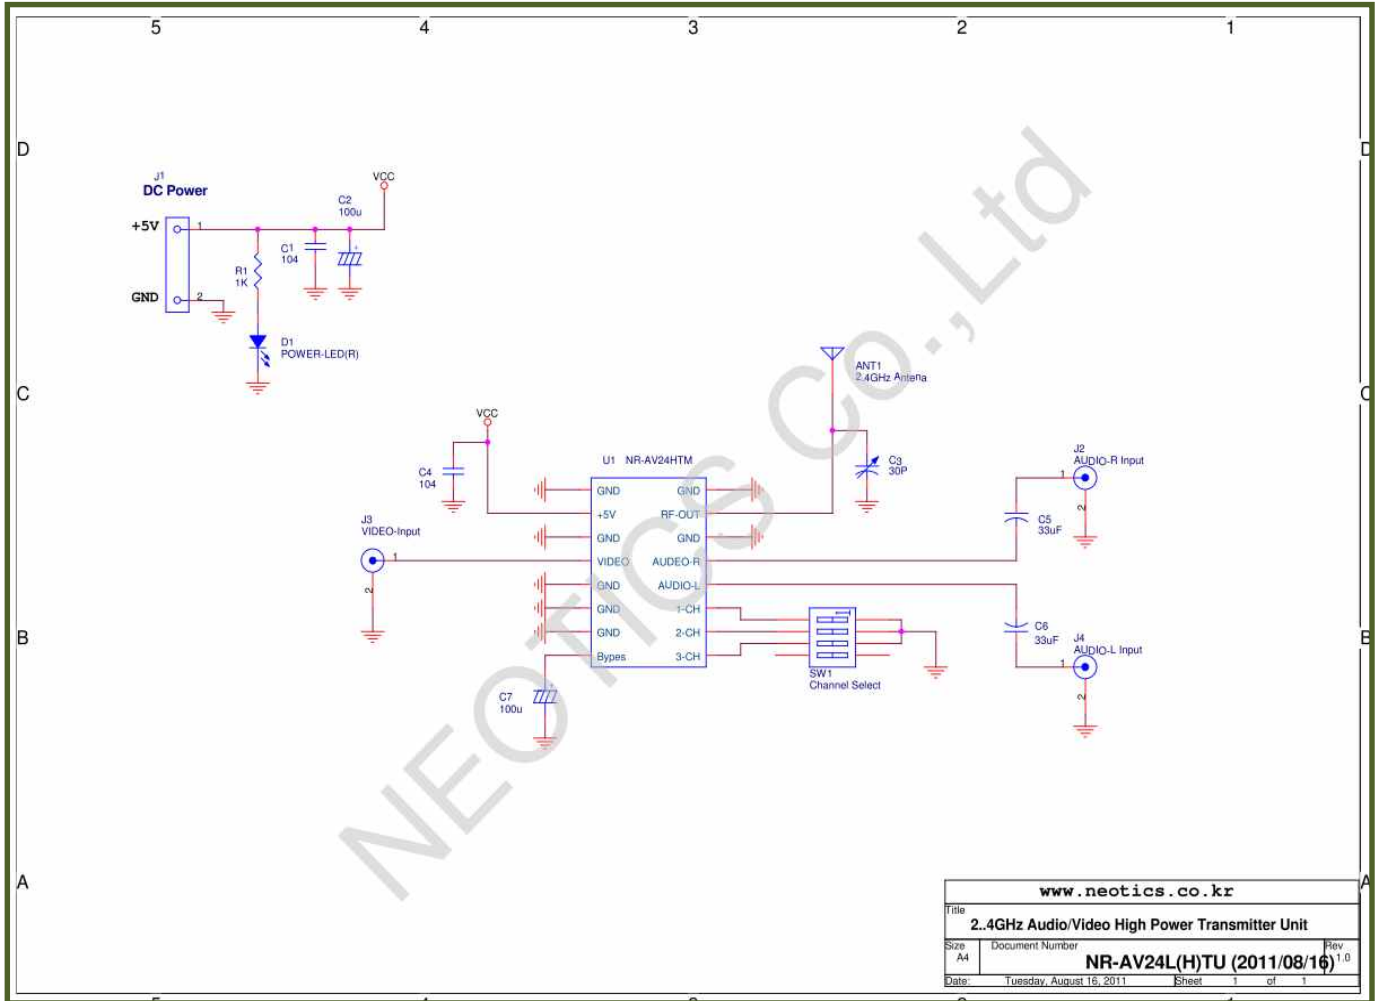 5
4
3
2
1
D
D
J1
DC Power
VCC
C2
100u
+5V
1
C1
104
R1
1K
GND
2
D1
POWER-LED(R)
ANT1
2.4GHz Antena
C
C
VCC
C4
104
U1 NR-AV24HTM
C3
30P
J2
AUDIO-R Input
1
2
GND
GND
+5V
RF-OUT
J3
VIDEO-Input
1
2
GND
GND
C5
33uF
VIDEO
AUDEO-R
GND
AUDIO-L
GND
1-CH
GND
2-CH
Bypes
3-CH
SW1
Channel Select
C6
33uF
B
B
J4
AUDIO-L Input
1
2
C7
100u
NEOTICS Co.,Ltd
A
A
www.neotics.co.kr
Title
2..4GHz Audio/Video High Power Transmitter Unit
Size
A4
Document Number
NR-AV24L(H)TU (2011/08/16)
Rev
1.0
Date: Tuesday, August 16, 2011 Sheet 1 of 1